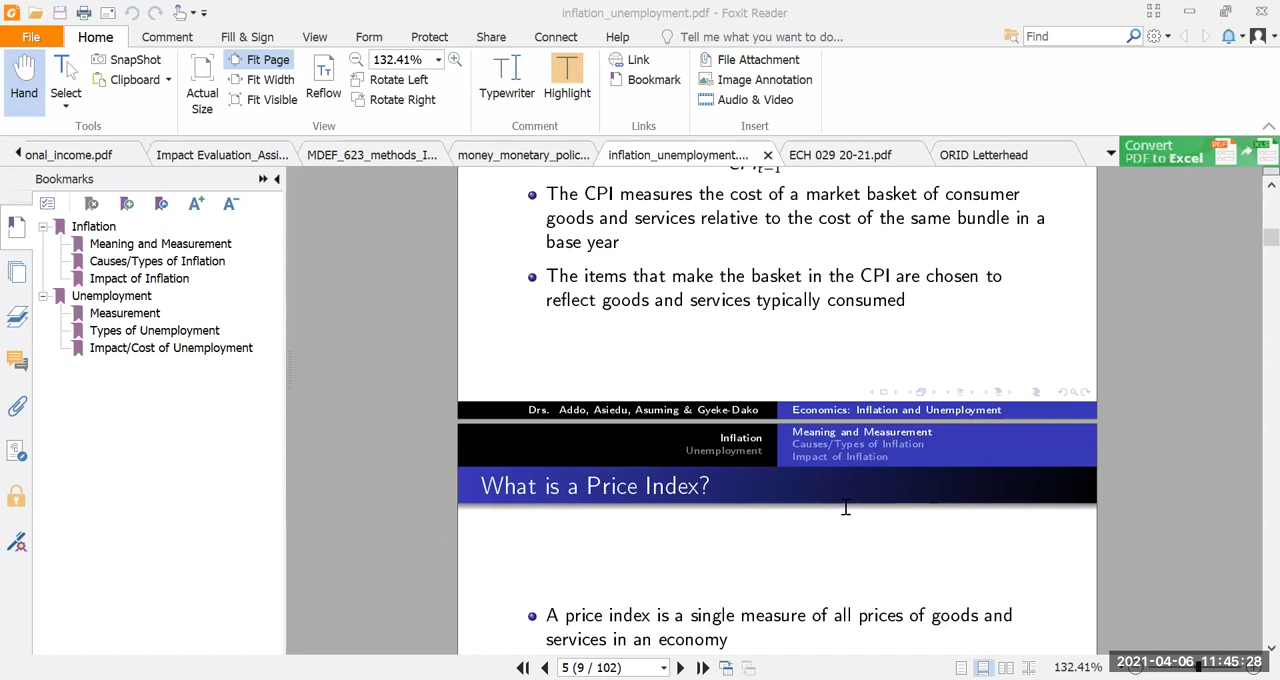 inflation_unemployment.pdf - Foxit Reader
File Home Comment Fill & Sign View Form Protect Share Connect Help Tell me what you want to do... Find
Hand
Select
SnapShot
Clipboard
Tools
Actual Size
Fit Page
Fit Width
Fit Visible
Reflow
132.41%
Rotate Left
Rotate Right
View
Typewriter
Highlight
Comment
Link
Bookmark
Links
File Attachment
Image Annotation
Audio & Video
Insert
onal_income.pdf Impact Evaluation_Assi... MDEF_623_methods_I... money_monetary_polic... inflation_unemployment.... ECH 029 20-21.pdf ORID Letterhead
Convert
PDF to Excel
Bookmarks
Inflation
Meaning and Measurement
Causes/Types of Inflation
Impact of Inflation
Unemployment
Measurement
Types of Unemployment
Impact/Cost of Unemployment
The CPI measures the cost of a market basket of consumer
goods and services relative to the cost of the same bundle in a
base year
The items that make the basket in the CPI are chosen to
reflect goods and services typically consumed
Drs. Addo, Asiedu, Asuming & Gyeke-Dako Economics: Inflation and Unemployment
Inflation
Unemployment
Meaning and Measurement
Causes/Types of Inflation
Impact of Inflation
What is a Price Index?
A price index is a single measure of all prices of goods and
services in an economy
5 (9 / 102)
132.41%
2021-04-06 11:45:28